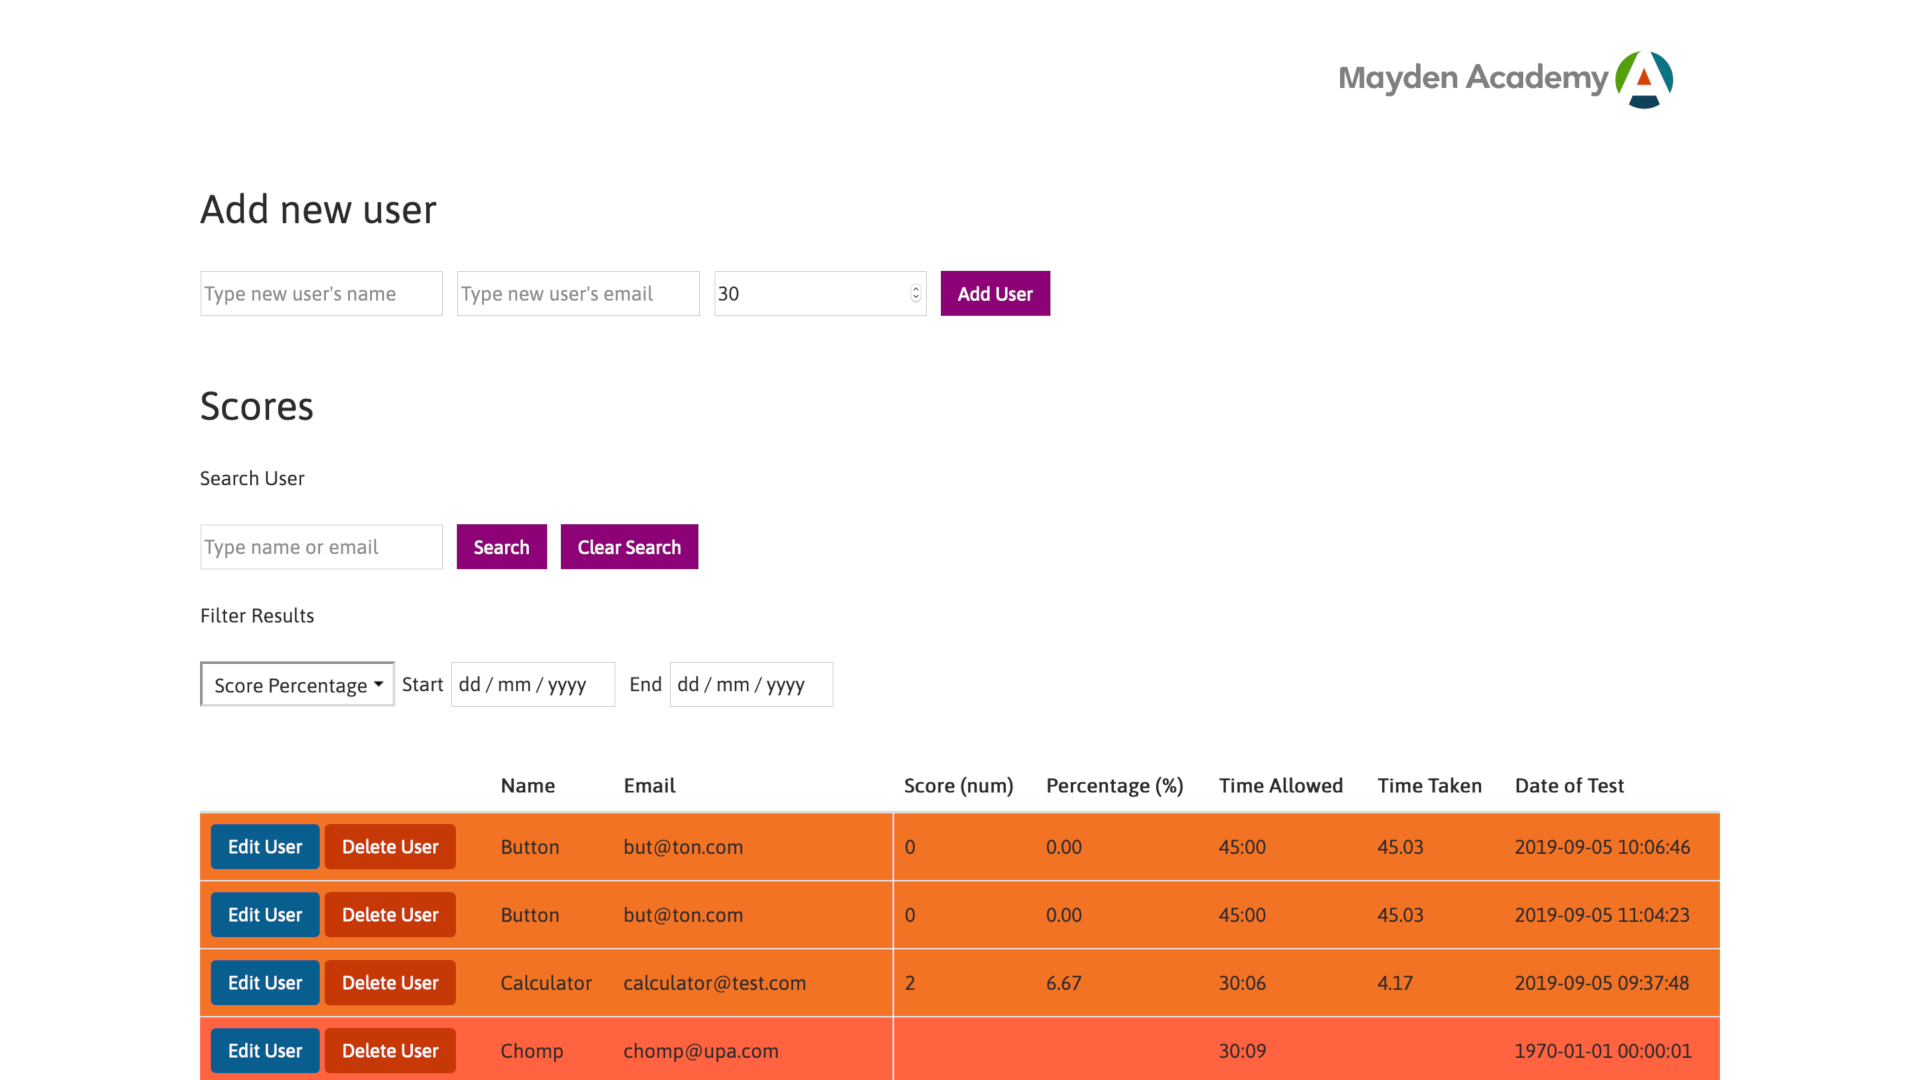 Mayden Academy
Add new user
Type new user's name Type new user's email 30 Add User
Scores
Search User
Type name or email Search Clear Search
Filter Results
Score Percentage Start dd / mm / yyyy End dd / mm / yyyy
Name Email Score (num) Percentage (%) Time Allowed Time Taken Date of Test
Edit User Delete User Button but@ton.com 0 0.00 45:00 45.03 2019-09-05 10:06:46
Edit User Delete User Button but@ton.com 0 0.00 45:00 45.03 2019-09-05 11:04:23
Edit User Delete User Calculator calculator@test.com 2 6.67 30:06 4.17 2019-09-05 09:37:48
Edit User Delete User Chomp chomp@upa.com 30:09 1970-01-01 00:00:01